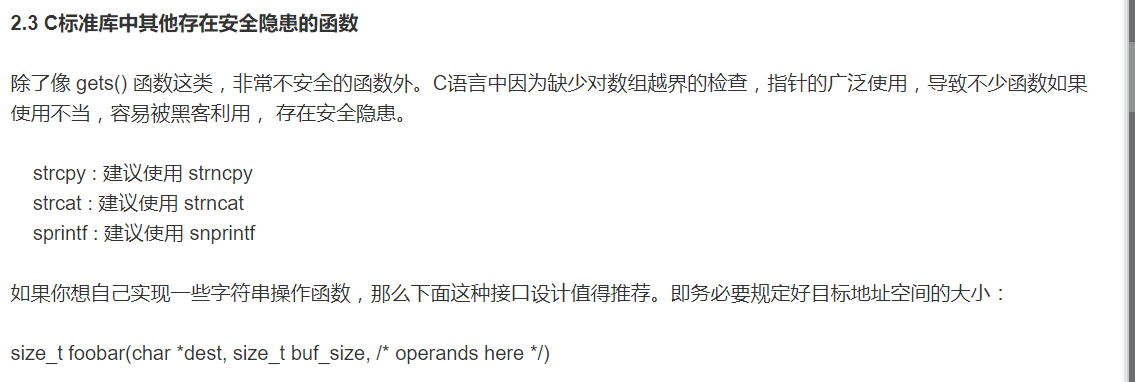 2.3 C标准库中其他存在安全隐患的函数
除了像 gets() 函数这类，非常不安全的函数外。C语言中因为缺少对数组越界的检查，指针的广泛使用，导致不少函数如果
使用不当，容易被黑客利用， 存在安全隐患。
strcpy : 建议使用 strncpy
strcat : 建议使用 strncat
sprintf : 建议使用 snprintf
如果你想自己实现一些字符串操作函数，那么下面这种接口设计值得推荐。即务必要规定好目标地址空间的大小：
size_t foobar(char *dest, size_t buf_size, /* operands here */)